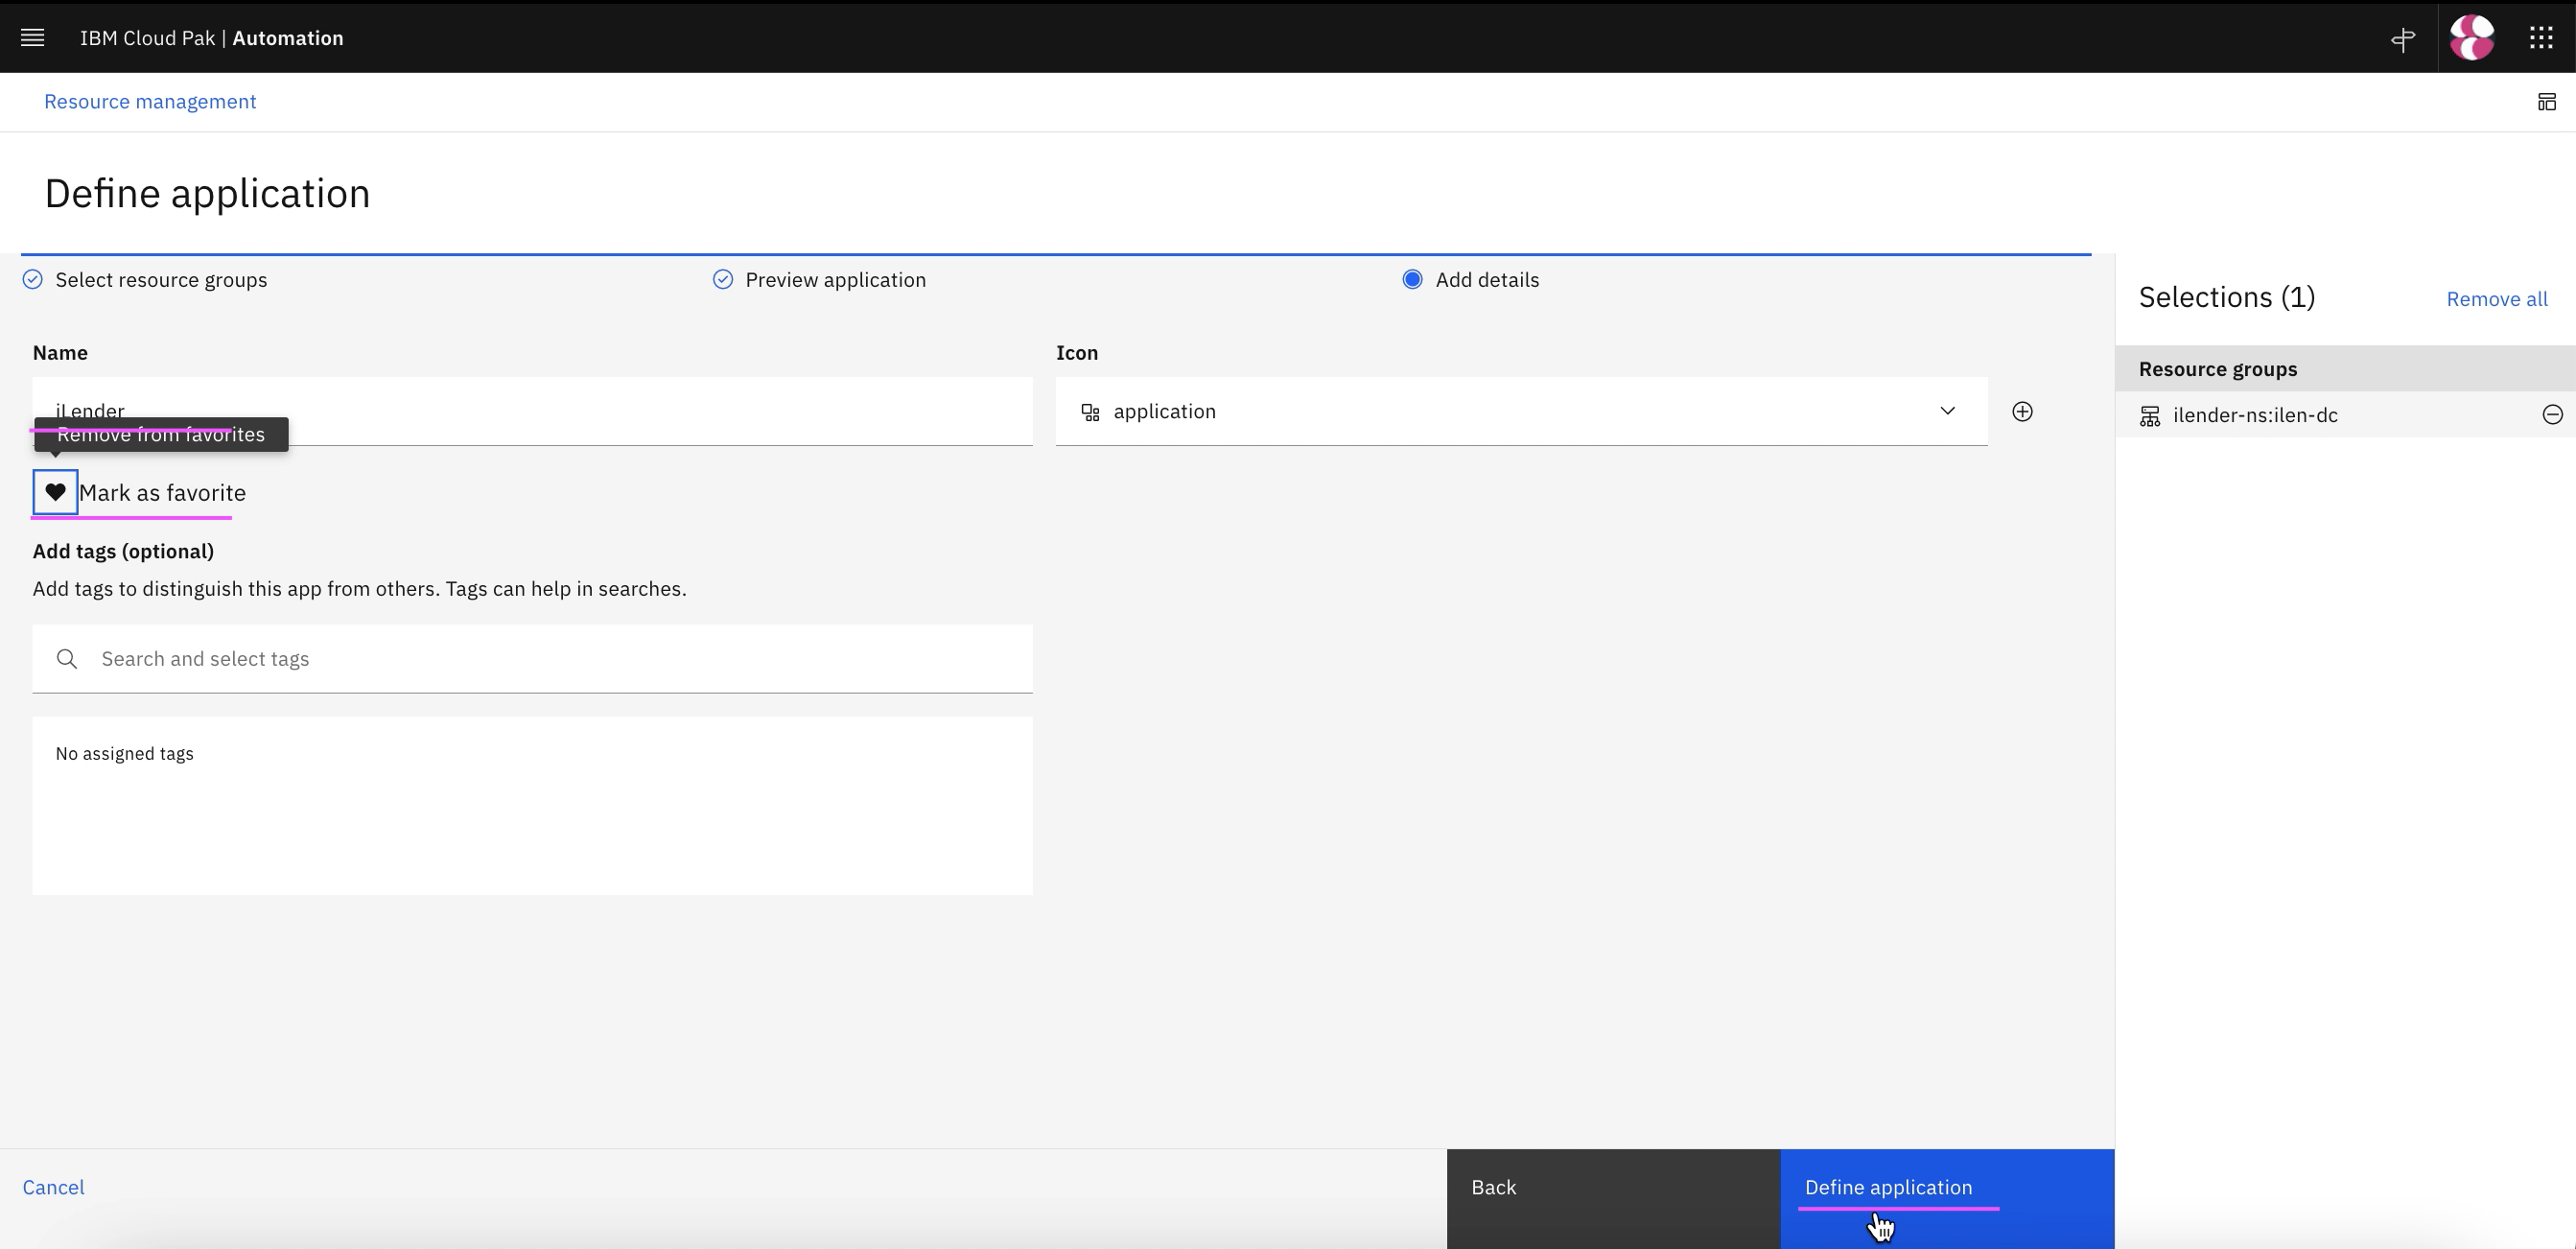 IBM Cloud Pak | Automation
Resource management
Define application
Select resource groups
Preview application
Add details
Name
iLender
Remove from favorites
Mark as favorite
Icon
application
Add tags (optional)
Add tags to distinguish this app from others. Tags can help in searches.
Search and select tags
No assigned tags
Selections (1)
Remove all
Resource groups
ilender-ns:ilen-dc
Cancel
Back
Define application